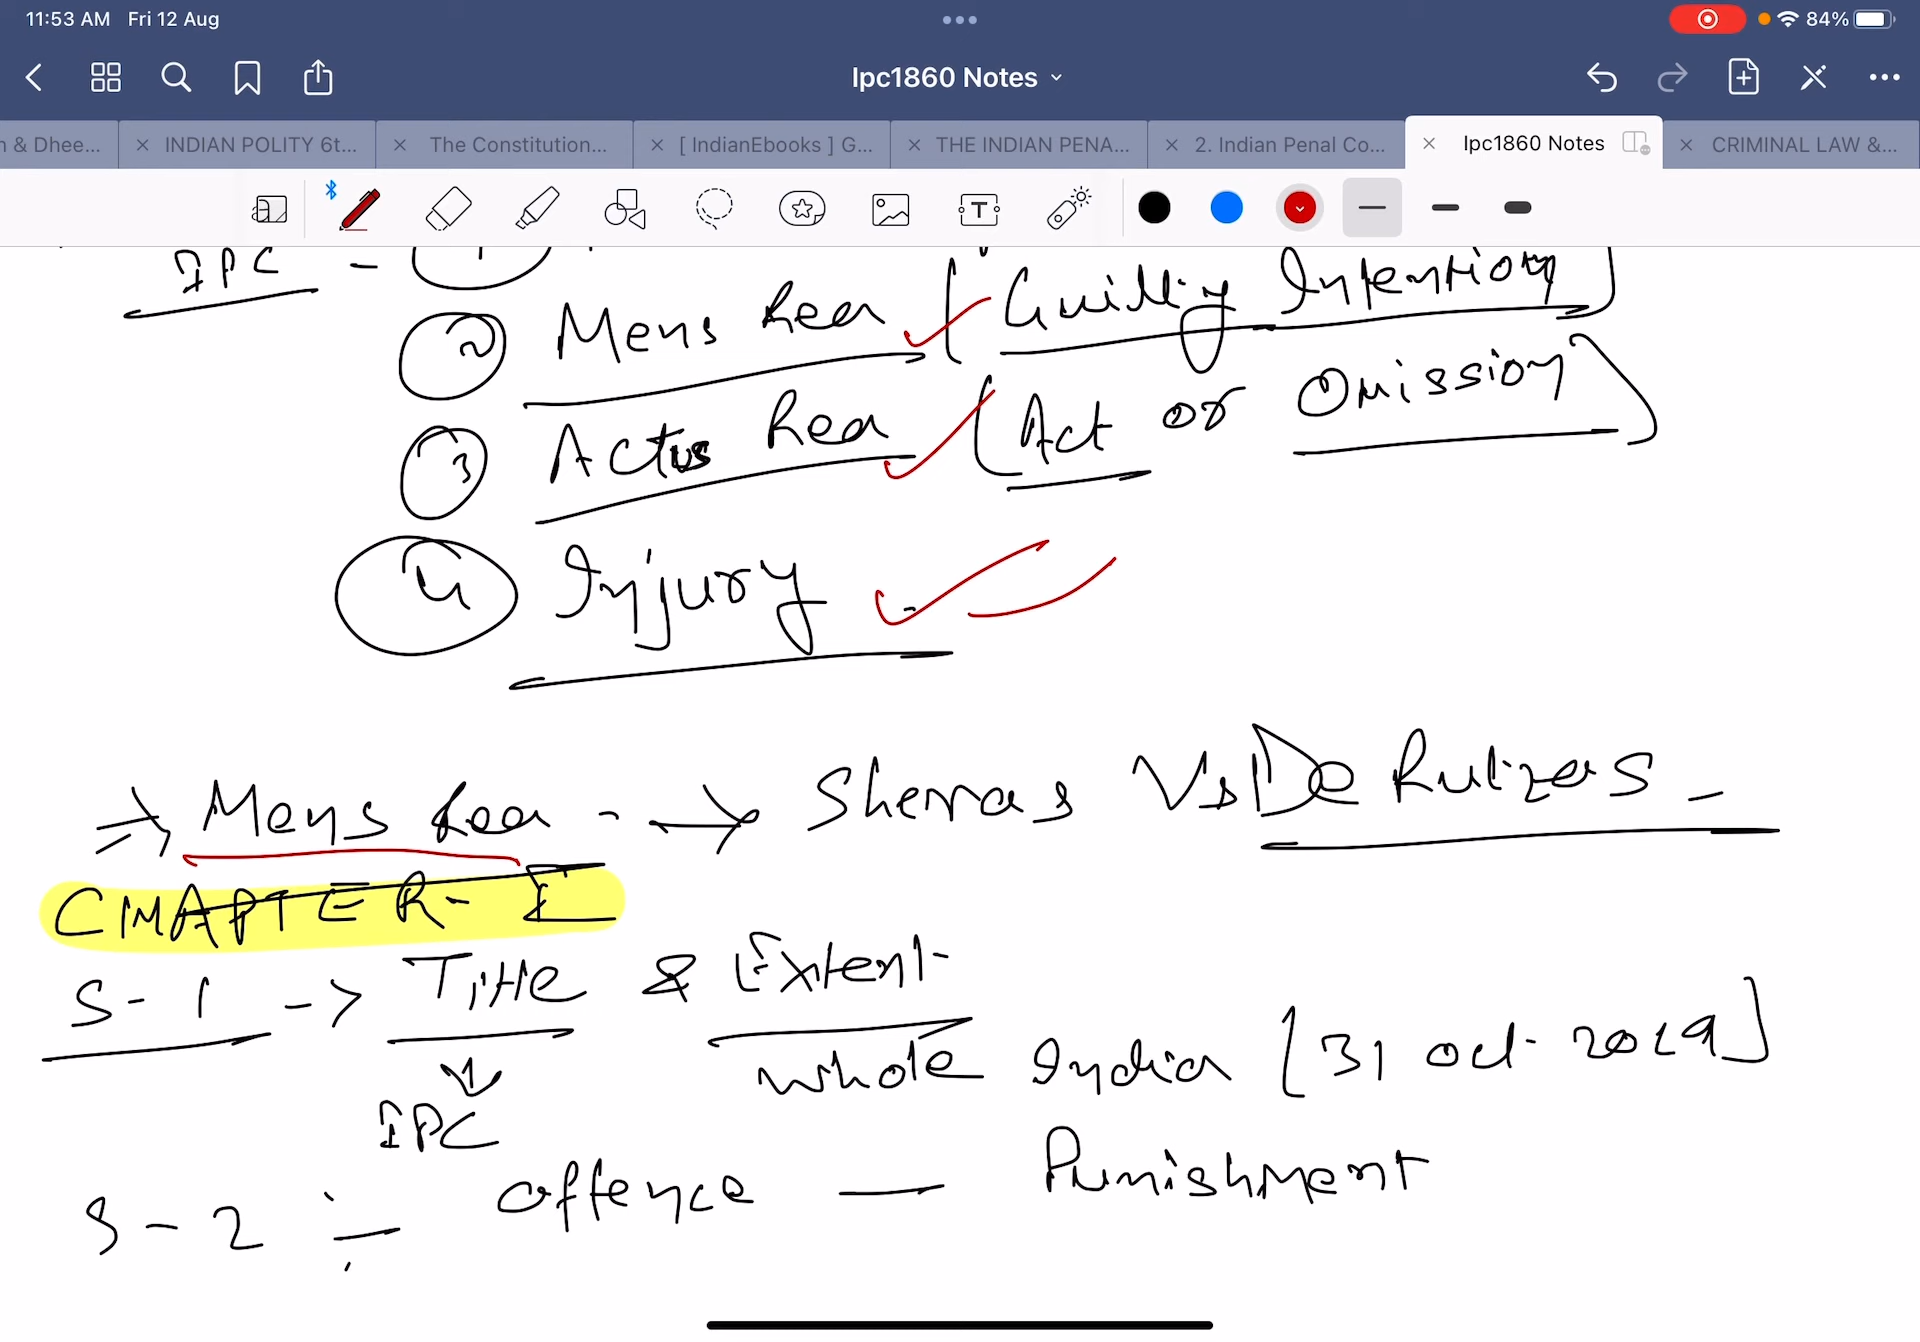 11:53 AM Fri 12 Aug 84%
Ipc1860 Notes
n & Dhee... INDIAN POLITY 6t... The Constitution... [ IndianEbooks ] G... THE INDIAN PENA... 2. Indian Penal Co... Ipc1860 Notes CRIMINAL LAW &...
IPC - 1
2 Mens Rea (Guilty Intention)
3 Actus Rea (Act or Omission)
4 Injury
⇒ Mens Rea - → Sherras Vs De Rutzers -
CHAPTER - I
S-1 -> Title & Extent
whole India [31 oct. 2019]
IPC
S-2 ÷ offence — Punishment